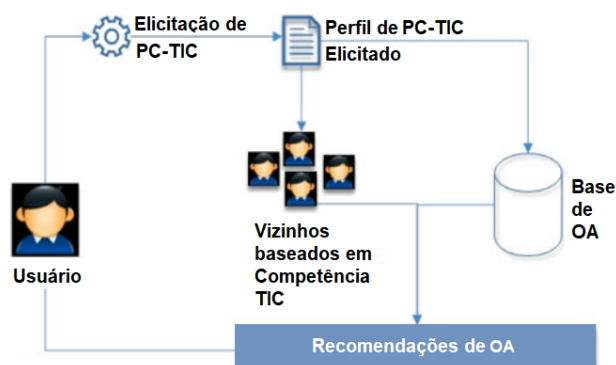 Elicitação de
PC-TIC
Perfil de PC-TIC
Elicitado
Usuário
Vizinhos
baseados em
Competência
TIC
Base
de
OA
Recomendações de OA